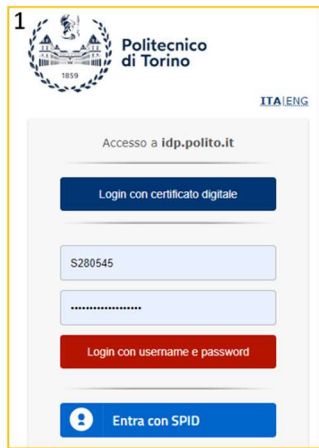 1
Politecnico
di Torino
1859
ITA|ENG
Accesso a idp.polito.it
Login con certificato digitale
S280545
Login con username e password
Entra con SPID